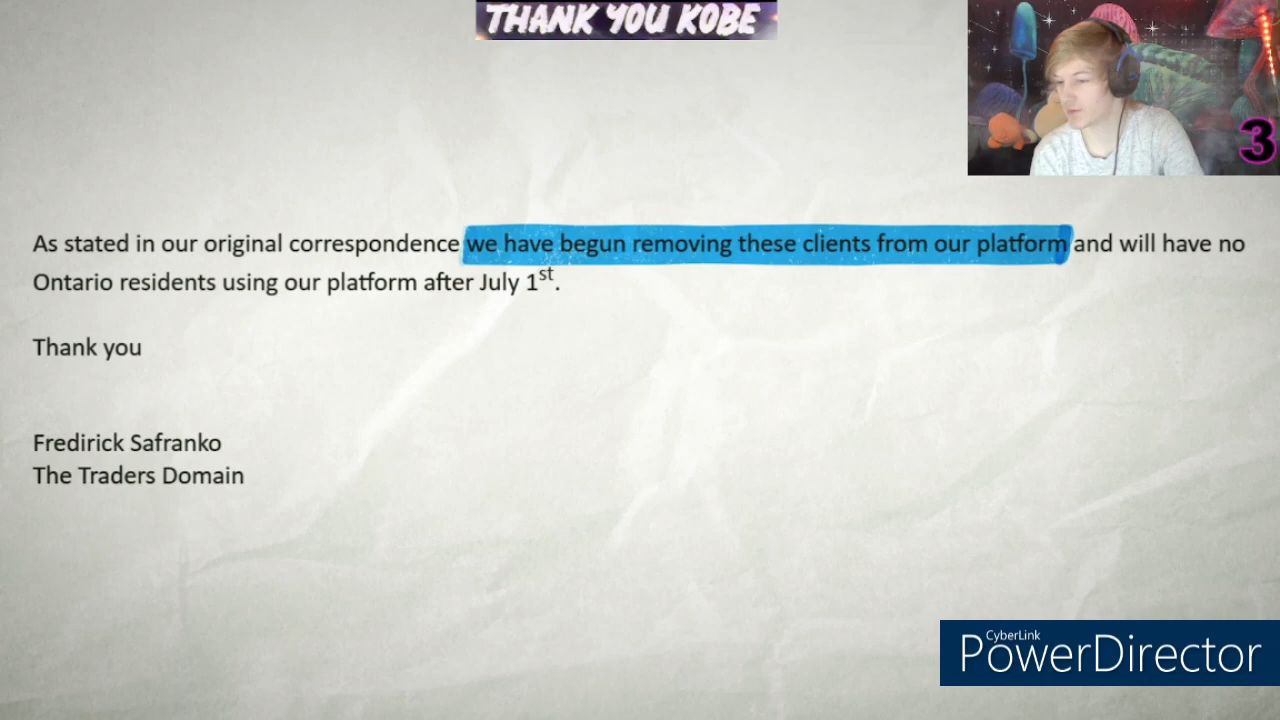 THANK YOU KOBE
3
As stated in our original correspondence we have begun removing these clients from our platform and will have no
Ontario residents using our platform after July 1st.
Thank you
Fredirick Safranko
The Traders Domain
CyberLink
PowerDirector